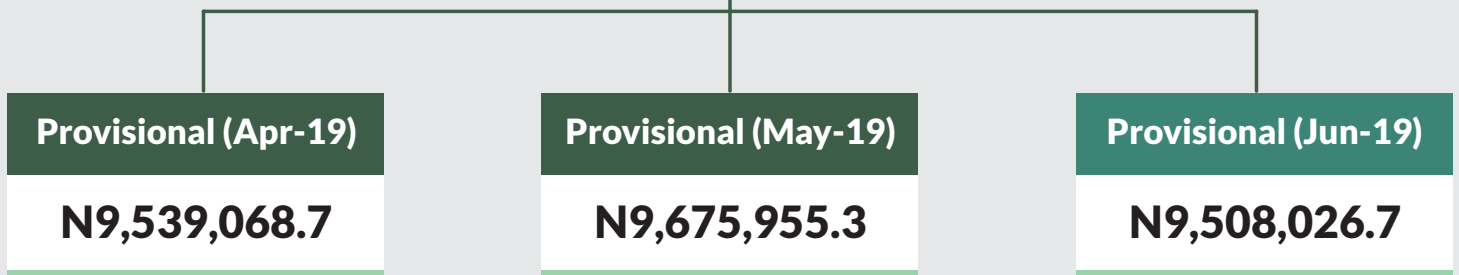 Provisional (Apr-19)
Provisional (May-19)
Provisional (Jun-19)
N9,539,068.7
N9,675,955.3
N9,508,026.7